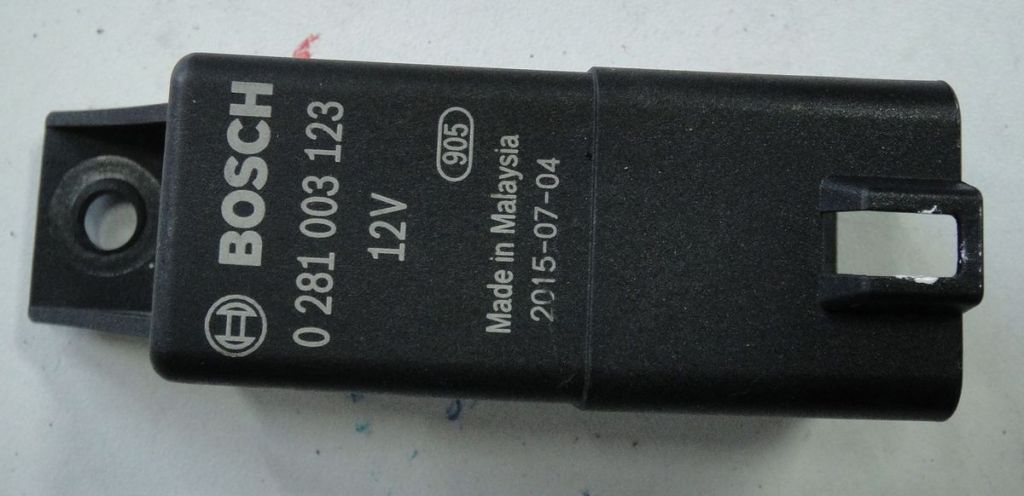 BOSCH
0 281 003 123
12V
905
Made in Malaysia
2015-07-04